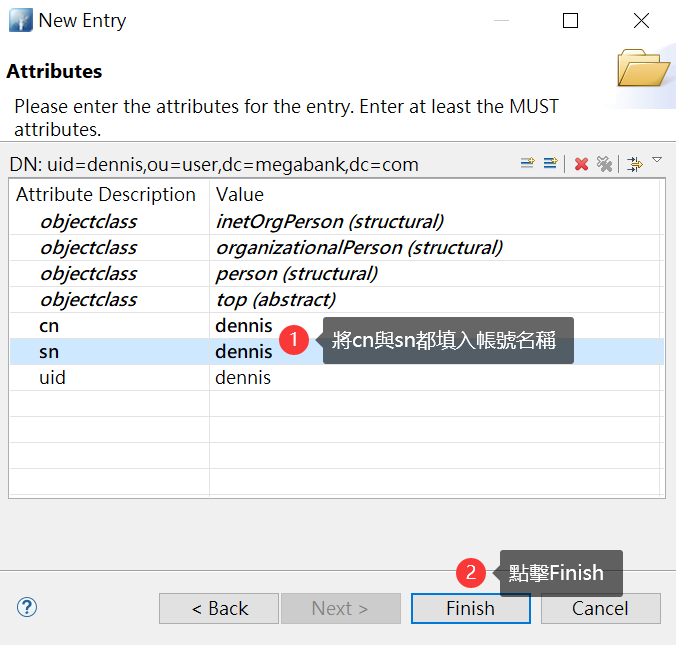 New Entry
Attributes
Please enter the attributes for the entry. Enter at least the MUST
attributes.
DN: uid=dennis,ou=user,dc=megabank,dc=com
Attribute Description Value
objectclass inetOrgPerson (structural)
objectclass organizationalPerson (structural)
objectclass person (structural)
objectclass top (abstract)
cn dennis
1 將cn與sn都填入帳號名稱
sn dennis
uid dennis
2 點擊Finish
? < Back Next > Finish Cancel